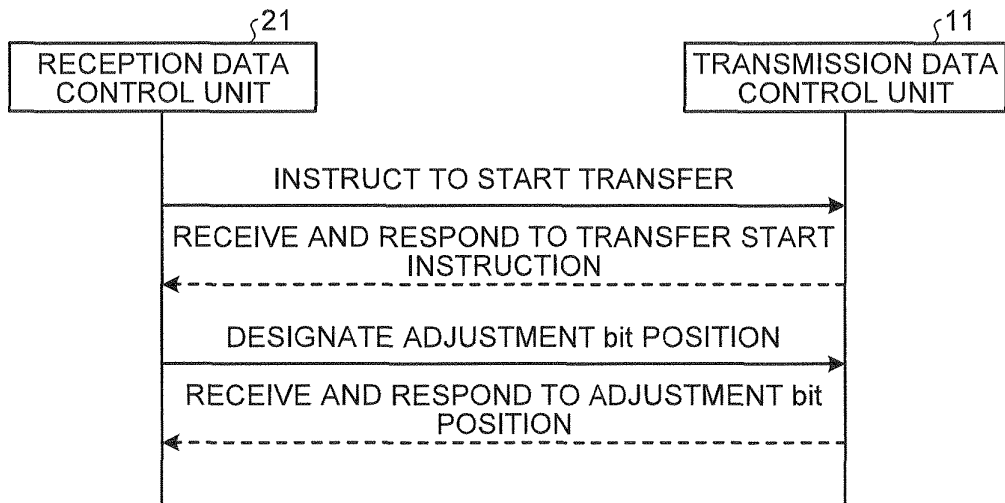 21
11
RECEPTION DATA
CONTROL UNIT
TRANSMISSION DATA
CONTROL UNIT
INSTRUCT TO START TRANSFER
RECEIVE AND RESPOND TO TRANSFER START
INSTRUCTION
DESIGNATE ADJUSTMENT bit POSITION
RECEIVE AND RESPOND TO ADJUSTMENT bit
POSITION